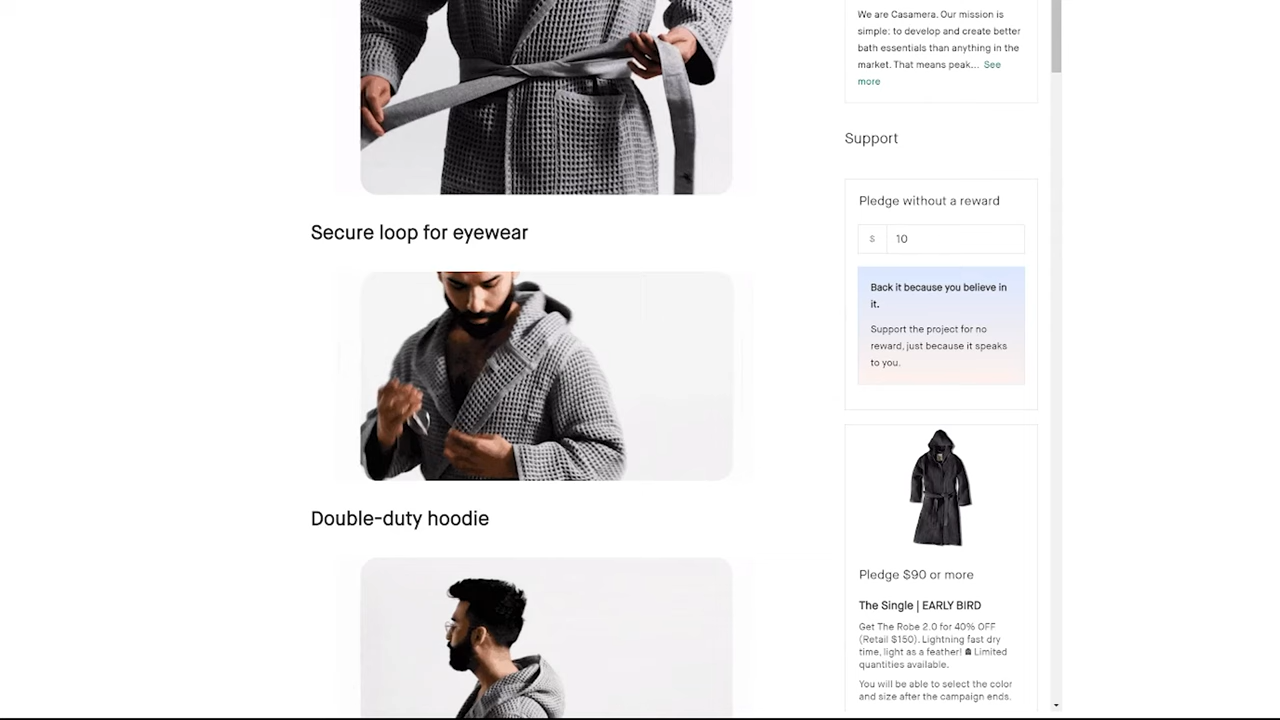 We are Casamera. Our mission is
simple: to develop and create better
bath essentials than anything in the
market. That means peak... See
more
Support
Pledge without a reward
$ 10
Back it because you believe in
it.
Support the project for no
reward, just because it speaks
to you.
Secure loop for eyewear
Double-duty hoodie
Pledge $90 or more
The Single | EARLY BIRD
Get The Robe 2.0 for 40% OFF
(Retail $150). Lightning fast dry
time, light as a feather! Limited
quantities available.
You will be able to select the color
and size after the campaign ends.